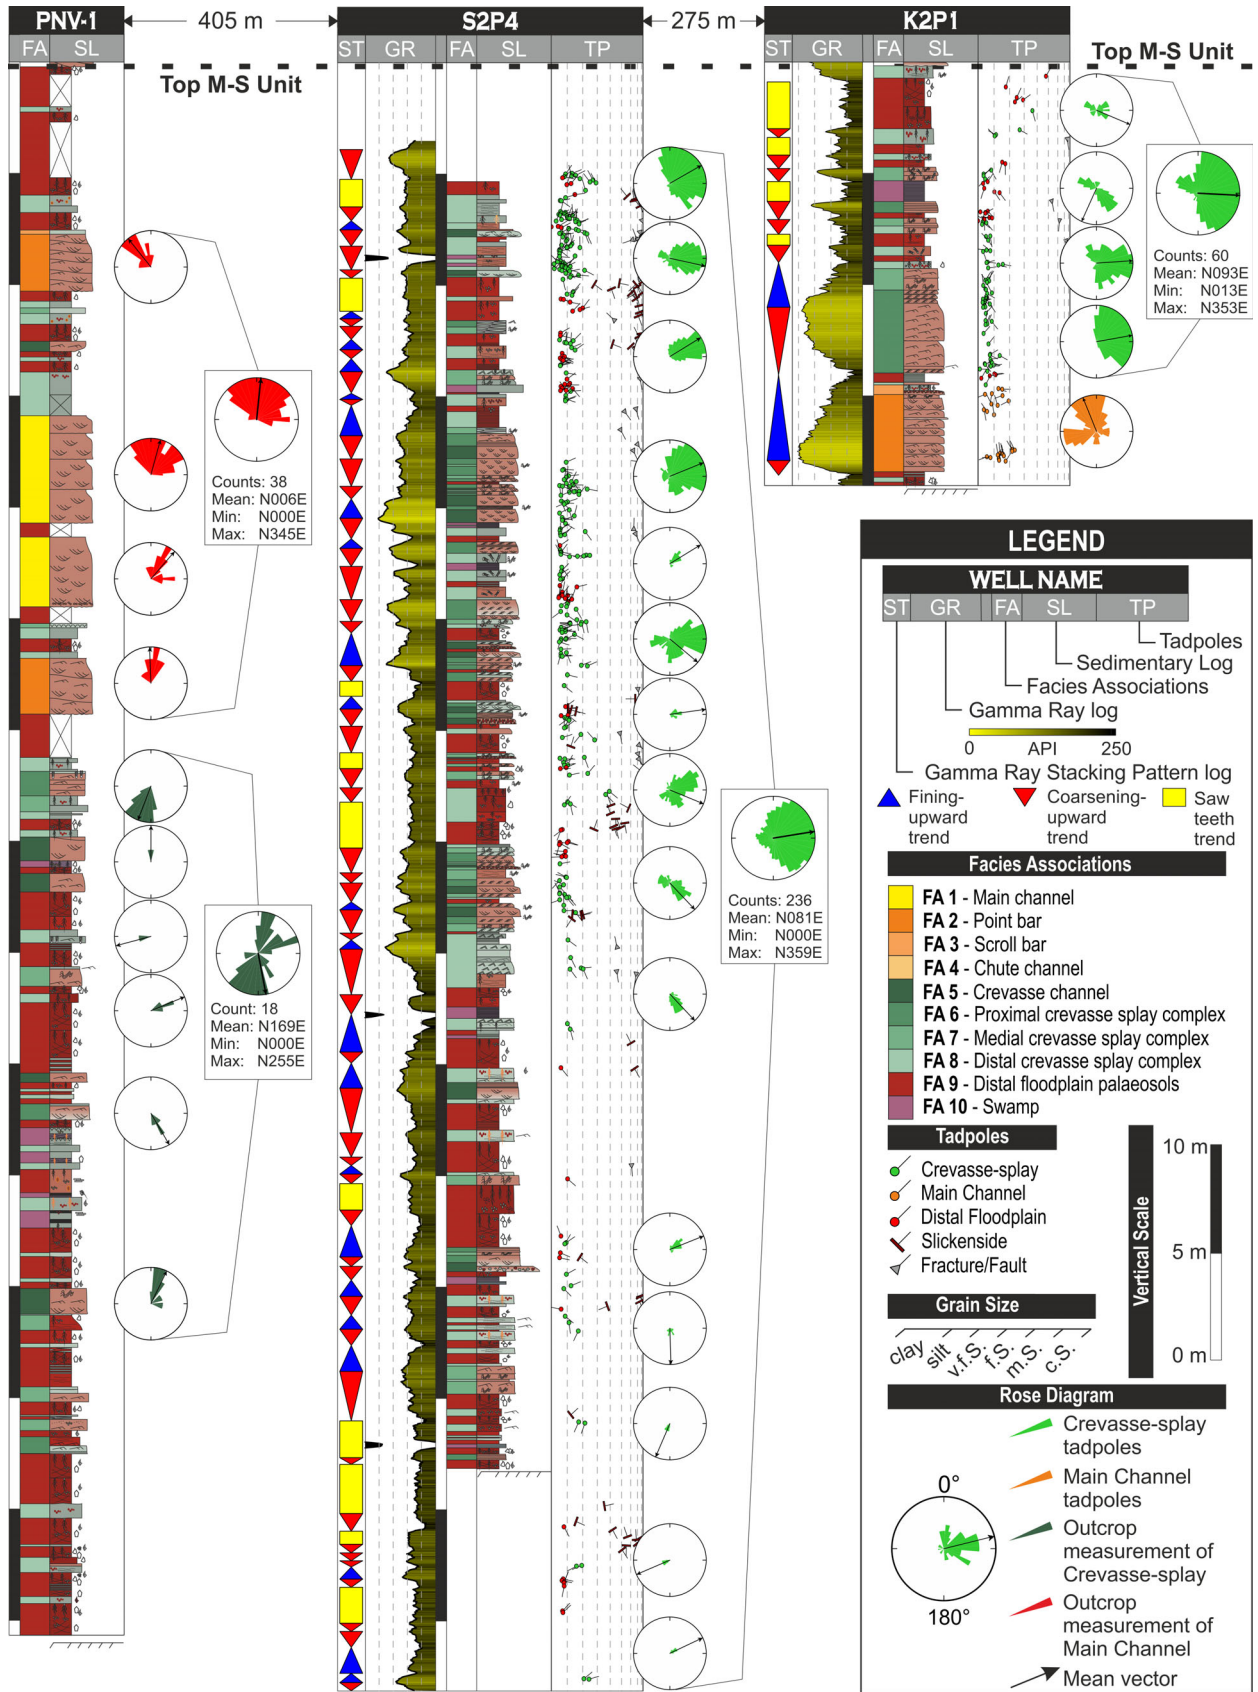 PNV-1
405 m
S2P4
275 m
K2P1
FA SL
ST GR FA SL TP
ST GR FA SL TP
Top M-S Unit
Top M-S Unit
Counts: 60
Mean: N093E
Min: N013E
Max: N353E
Counts: 38
Mean: N006E
Min: N000E
Max: N345E
Counts: 236
Mean: N081E
Min: N000E
Max: N359E
Count: 18
Mean: N169E
Min: N000E
Max: N255E
LEGEND
WELL NAME
ST GR FA SL TP
Tadpoles
Sedimentary Log
Facies Associations
Gamma Ray log
0 API 250
Gamma Ray Stacking Pattern log
Fining-
upward
trend
Coarsening-
upward
trend
Saw
teeth
trend
Facies Associations
FA 1 - Main channel
FA 2 - Point bar
FA 3 - Scroll bar
FA 4 - Chute channel
FA 5 - Crevasse channel
FA 6 - Proximal crevasse splay complex
FA 7 - Medial crevasse splay complex
FA 8 - Distal crevasse splay complex
FA 9 - Distal floodplain palaeosols
FA 10 - Swamp
Tadpoles
Crevasse-splay
Main Channel
Distal Floodplain
Slickenside
Fracture/Fault
Vertical Scale
10 m
5 m
0 m
Grain Size
clay silt v.f.S. f.S. m.S. c.S.
Rose Diagram
0°
180°
Crevasse-splay
tadpoles
Main Channel
tadpoles
Outcrop
measurement of
Crevasse-splay
Outcrop
measurement of
Main Channel
Mean vector